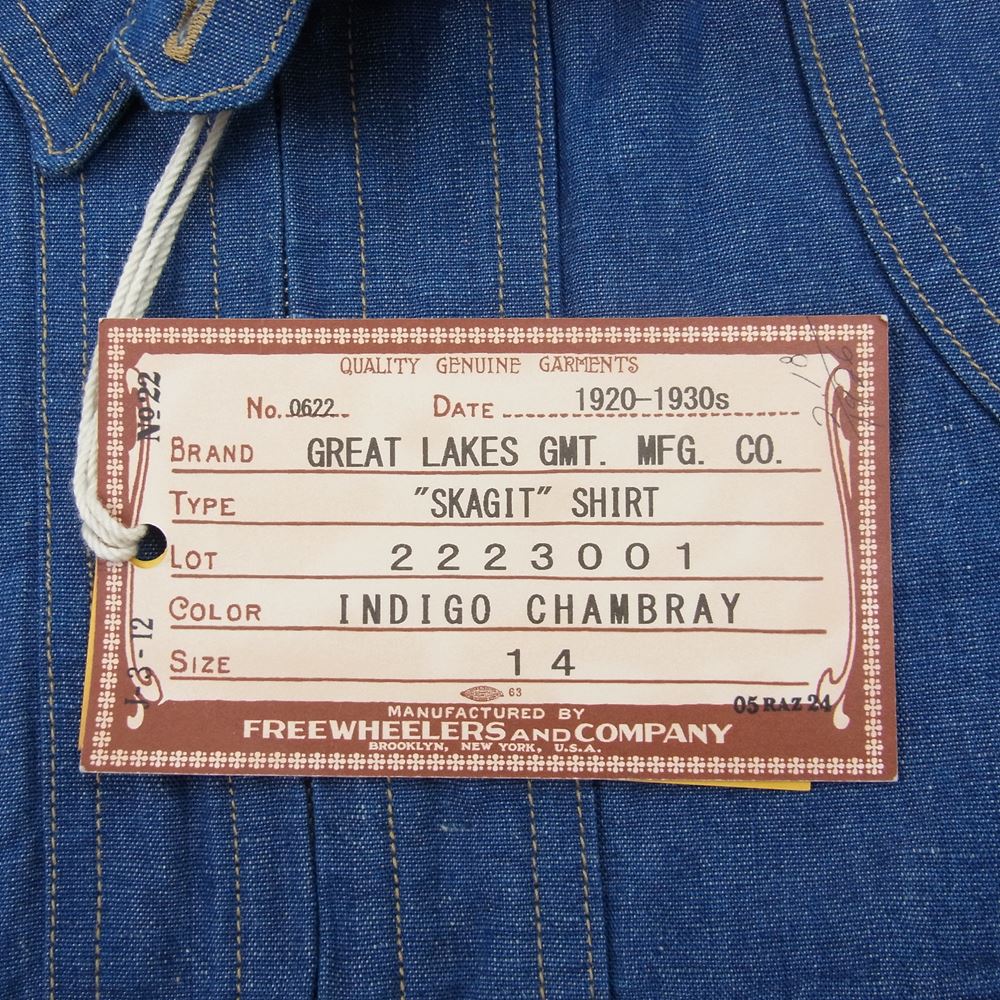 QUALITY GENUINE GARMENTS
No. 0622
DATE 1920-1930s
BRAND GREAT LAKES GMT. MFG. CO.
TYPE "SKAGIT" SHIRT
LOT 2223001
COLOR INDIGO CHAMBRAY
SIZE 14
63
MANUFACTURED BY
FREEWHEELERS AND COMPANY
BROOKLYN, NEW YORK, U.S.A.
No 22
J-3-12
05 RAZ 24